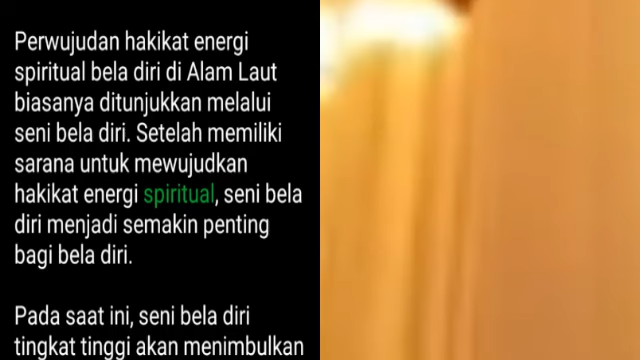 Perwujudan hakikat energi
spiritual bela diri di Alam Laut
biasanya ditunjukkan melalui
seni bela diri. Setelah memiliki
sarana untuk mewujudkan
hakikat energi spiritual, seni bela
diri menjadi semakin penting
bagi bela diri.
Pada saat ini, seni bela diri
tingkat tinggi akan menimbulkan